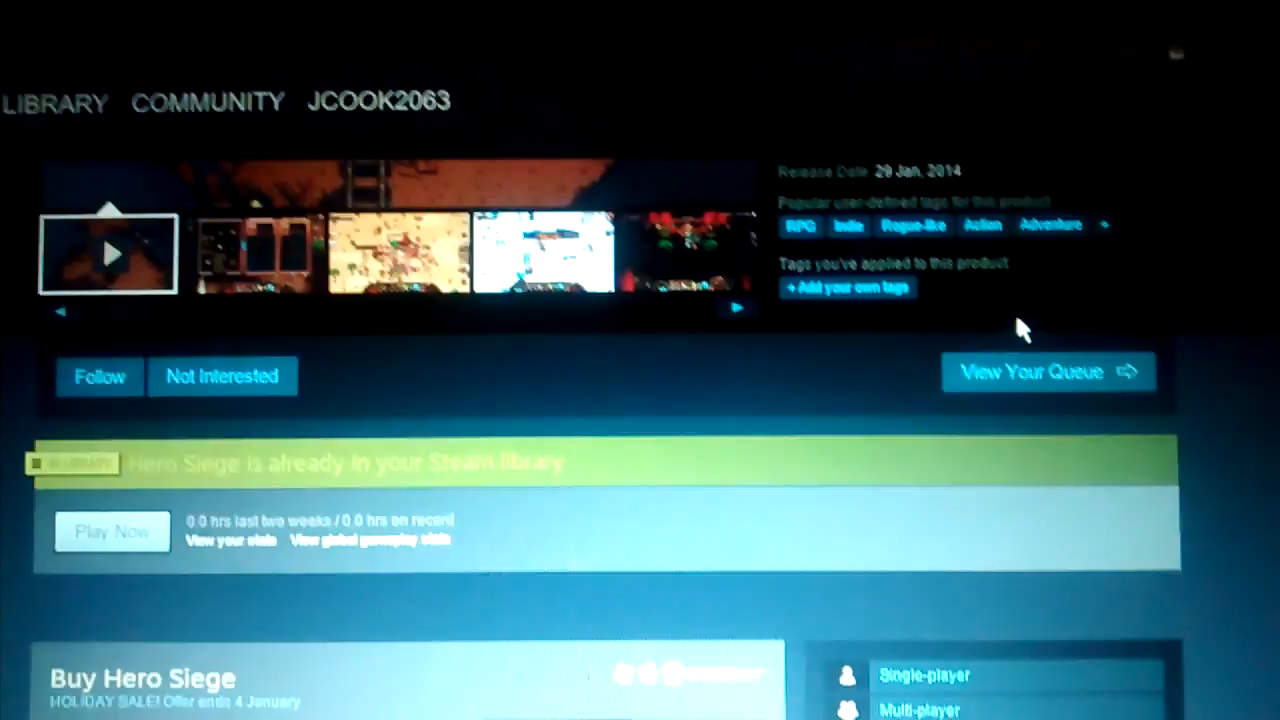 LIBRARY COMMUNITY JCOOK2063
Release Date: 29 Jan, 2014
Popular user-defined tags for this product:
RPG Indie Rogue-like Action Adventure +
Tags you've applied to this product:
+ Add your own tags
Follow Not Interested View Your Queue
Hero Siege is already in your Steam library
Play Now
0.0 hrs last two weeks / 0.0 hrs on record
View your stats View global gameplay stats
Buy Hero Siege
HOLIDAY SALE! Offer ends 4 January
Single-player
Multi-player